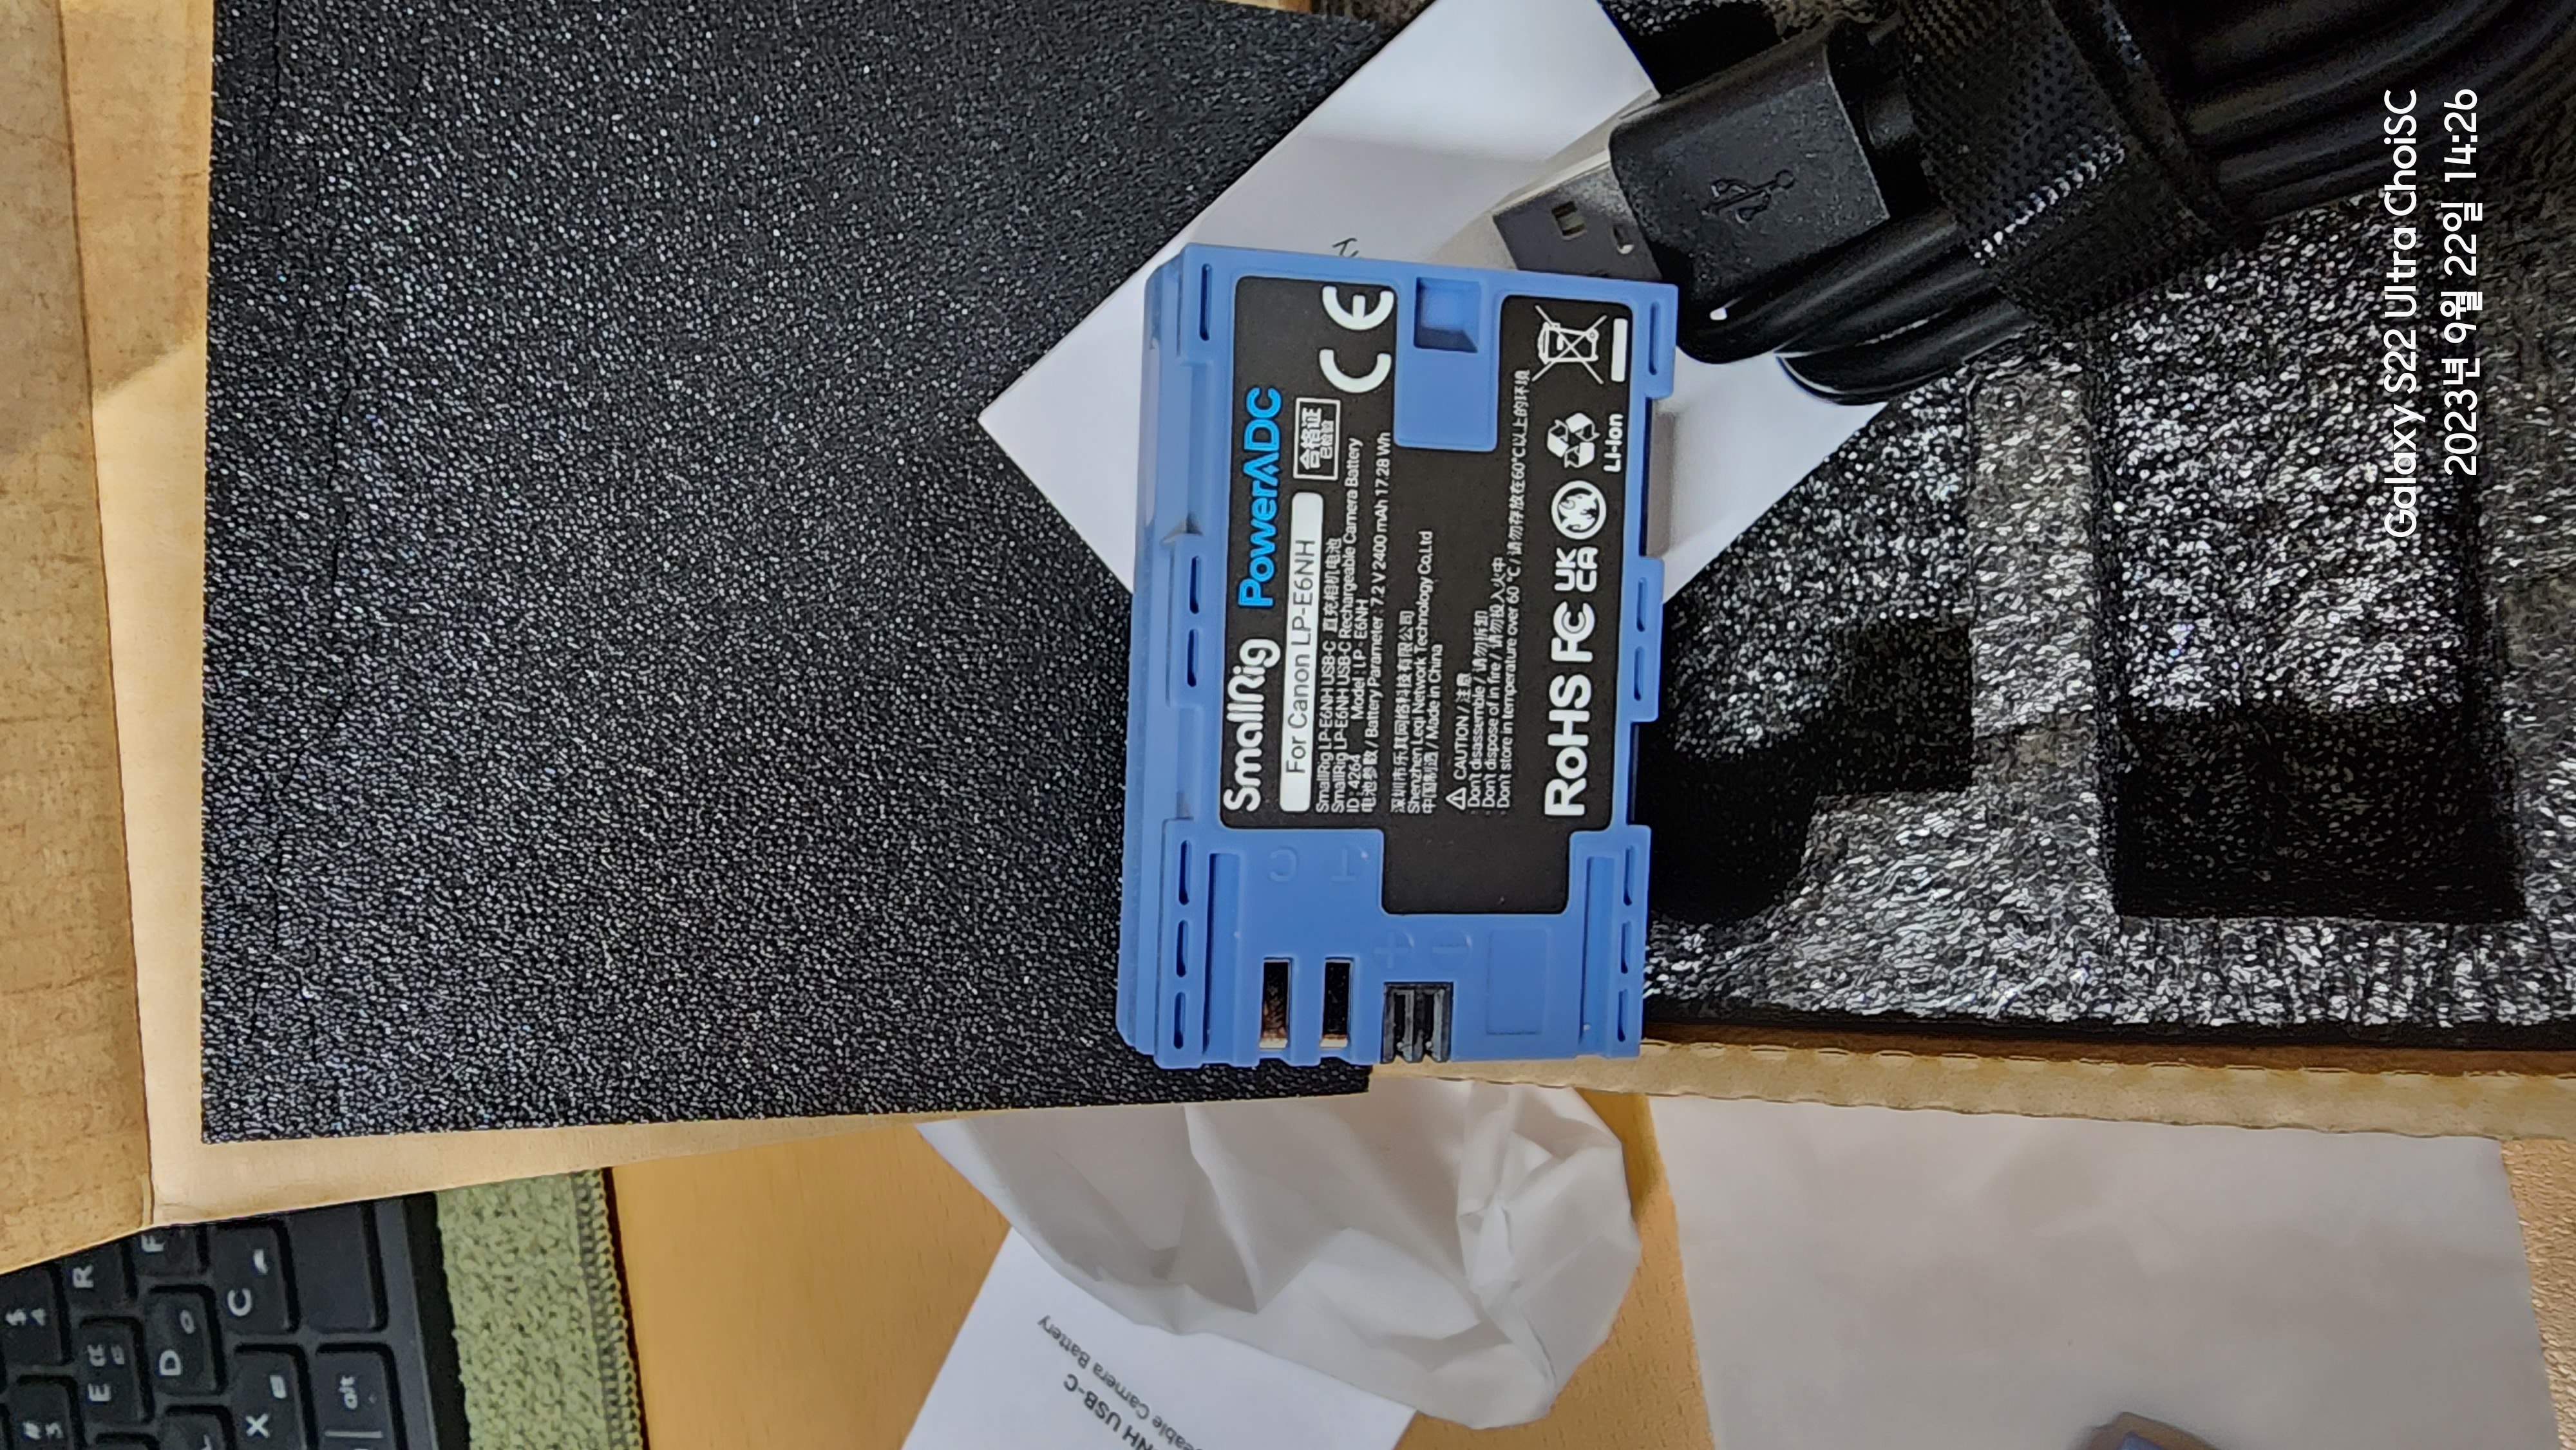 SmallRig PowerADC
For Canon LP-E6NH
合格证
已检验
CE
SmallRig LP-E6NH USB-C 直充相机电池
SmallRig LP-E6NH USB-C Rechargeable Camera Battery
ID : 4264 Model: LP - E6NH
电池参数 / Battery Parameter: 7.2 V 2400 mAh 17.28 Wh
深圳市乐其网络科技有限公司
Shenzhen Leqi Network Technology Co.,Ltd
中国制造 / Made in China
CAUTION / 注意
· Don't disassemble / 请勿拆卸
· Don't dispose of in fire / 请勿投入火中
· Don't store in temperature over 60 ℃ / 请勿存放在60℃以上的环境
RoHS FC UK CA
Li-ion
C T
+ −
Galaxy S22 Ultra ChoiSC
2023년 9월 22일 14:26
NH USB-C
eable Camera Battery
$ 4 R F
# 3 E ㄸ ㄷ D ㅇ C ㅊ
X ㅌ alt